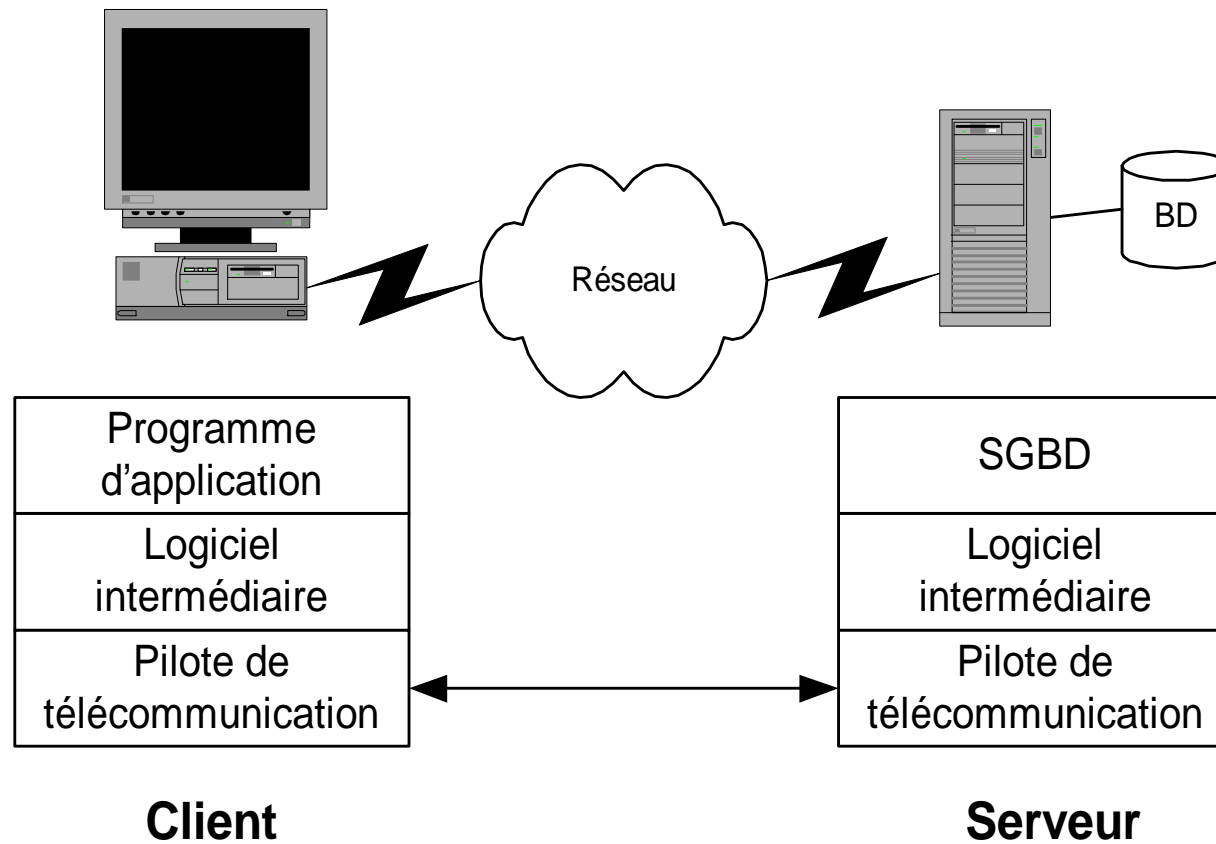 Réseau
BD
Programme
d'application
Logiciel
intermédiaire
Pilote de
télécommunication
Client
SGBD
Logiciel
intermédiaire
Pilote de
télécommunication
Serveur